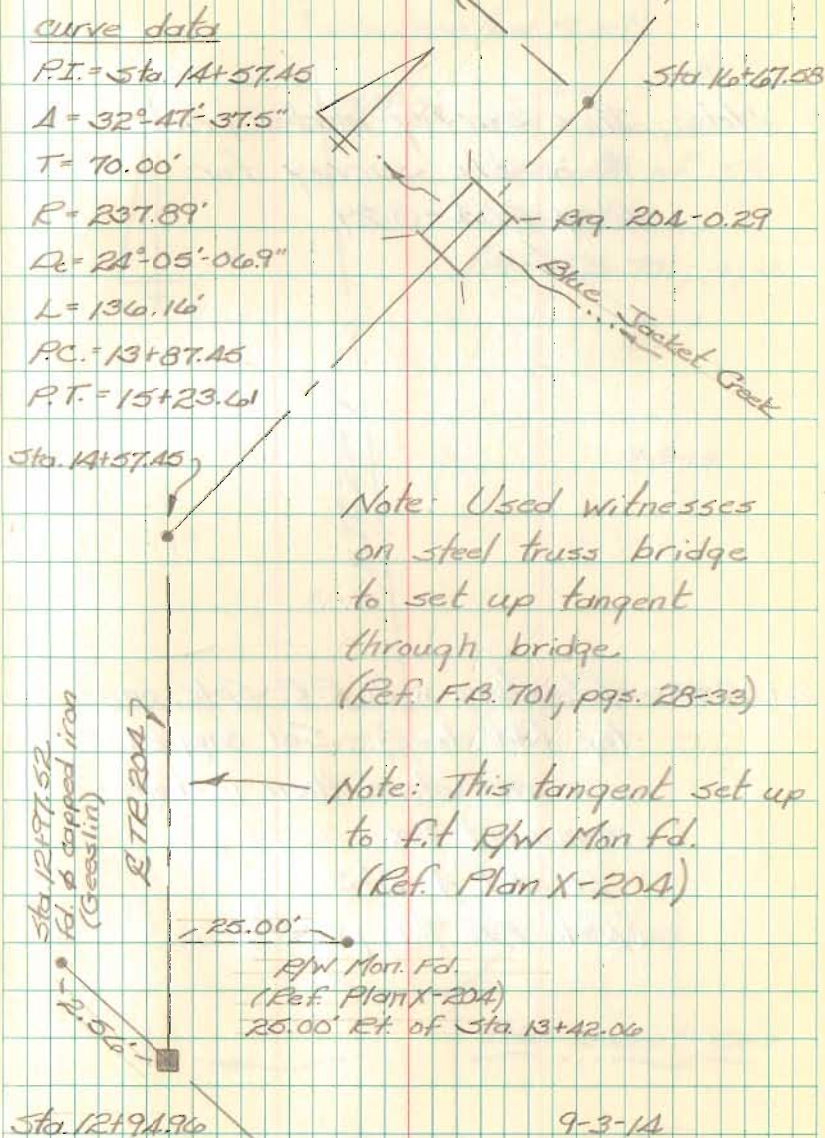 curve data
P.I. = Sta. 14+57.45
Δ = 32°-47'-37.5"
T = 70.00'
R = 237.89'
Dc = 24°-05'-06.9"
L = 136.16'
P.C. = 13+87.45
P.T. = 15+23.61
Sta. 16+67.58
Brg. 204-0.29
Blue Jacket Creek
Sta. 14+57.45
Note: Used witnesses
on steel truss bridge
to set up tangent
through bridge
(Ref. F.B. 701, pgs. 28-33)
℄ TR 204
Note: This tangent set up
to fit R/W Mon fd.
(Ref. Plan X-204)
Sta. 12+97.52
fd. ⌀ capped iron
(Geaslin)
25.00'
R/W Mon. Fd.
(Ref. Plan X-204)
25.00' Rt. of Sta. 13+42.06
2.56'
Sta. 12+94.96
9-3-14